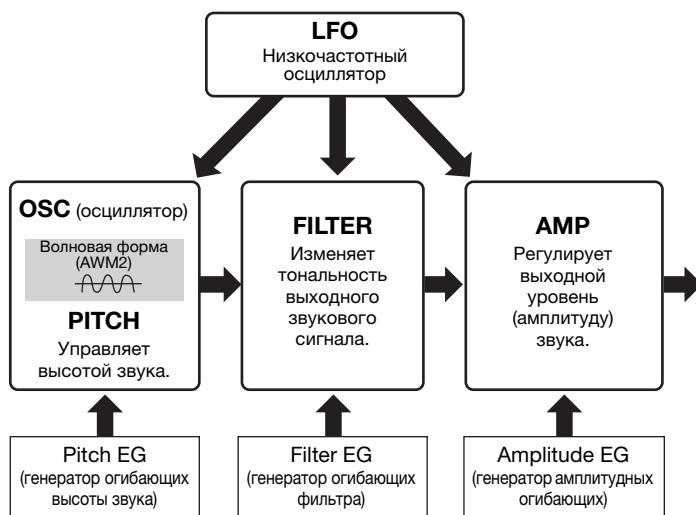 LFO
Низкочастотный
осциллятор
OSC (осциллятор)
Волновая форма
(AWM2)
PITCH
Управляет
высотой звука.
FILTER
Изменяет
тональность
выходного
звукового
сигнала.
AMP
Регулирует
выходной
уровень
(амплитуду)
звука.
Pitch EG
(генератор огибающих
высоты звука)
Filter EG
(генератор огибающих
фильтра)
Amplitude EG
(генератор амплитудных
огибающих)